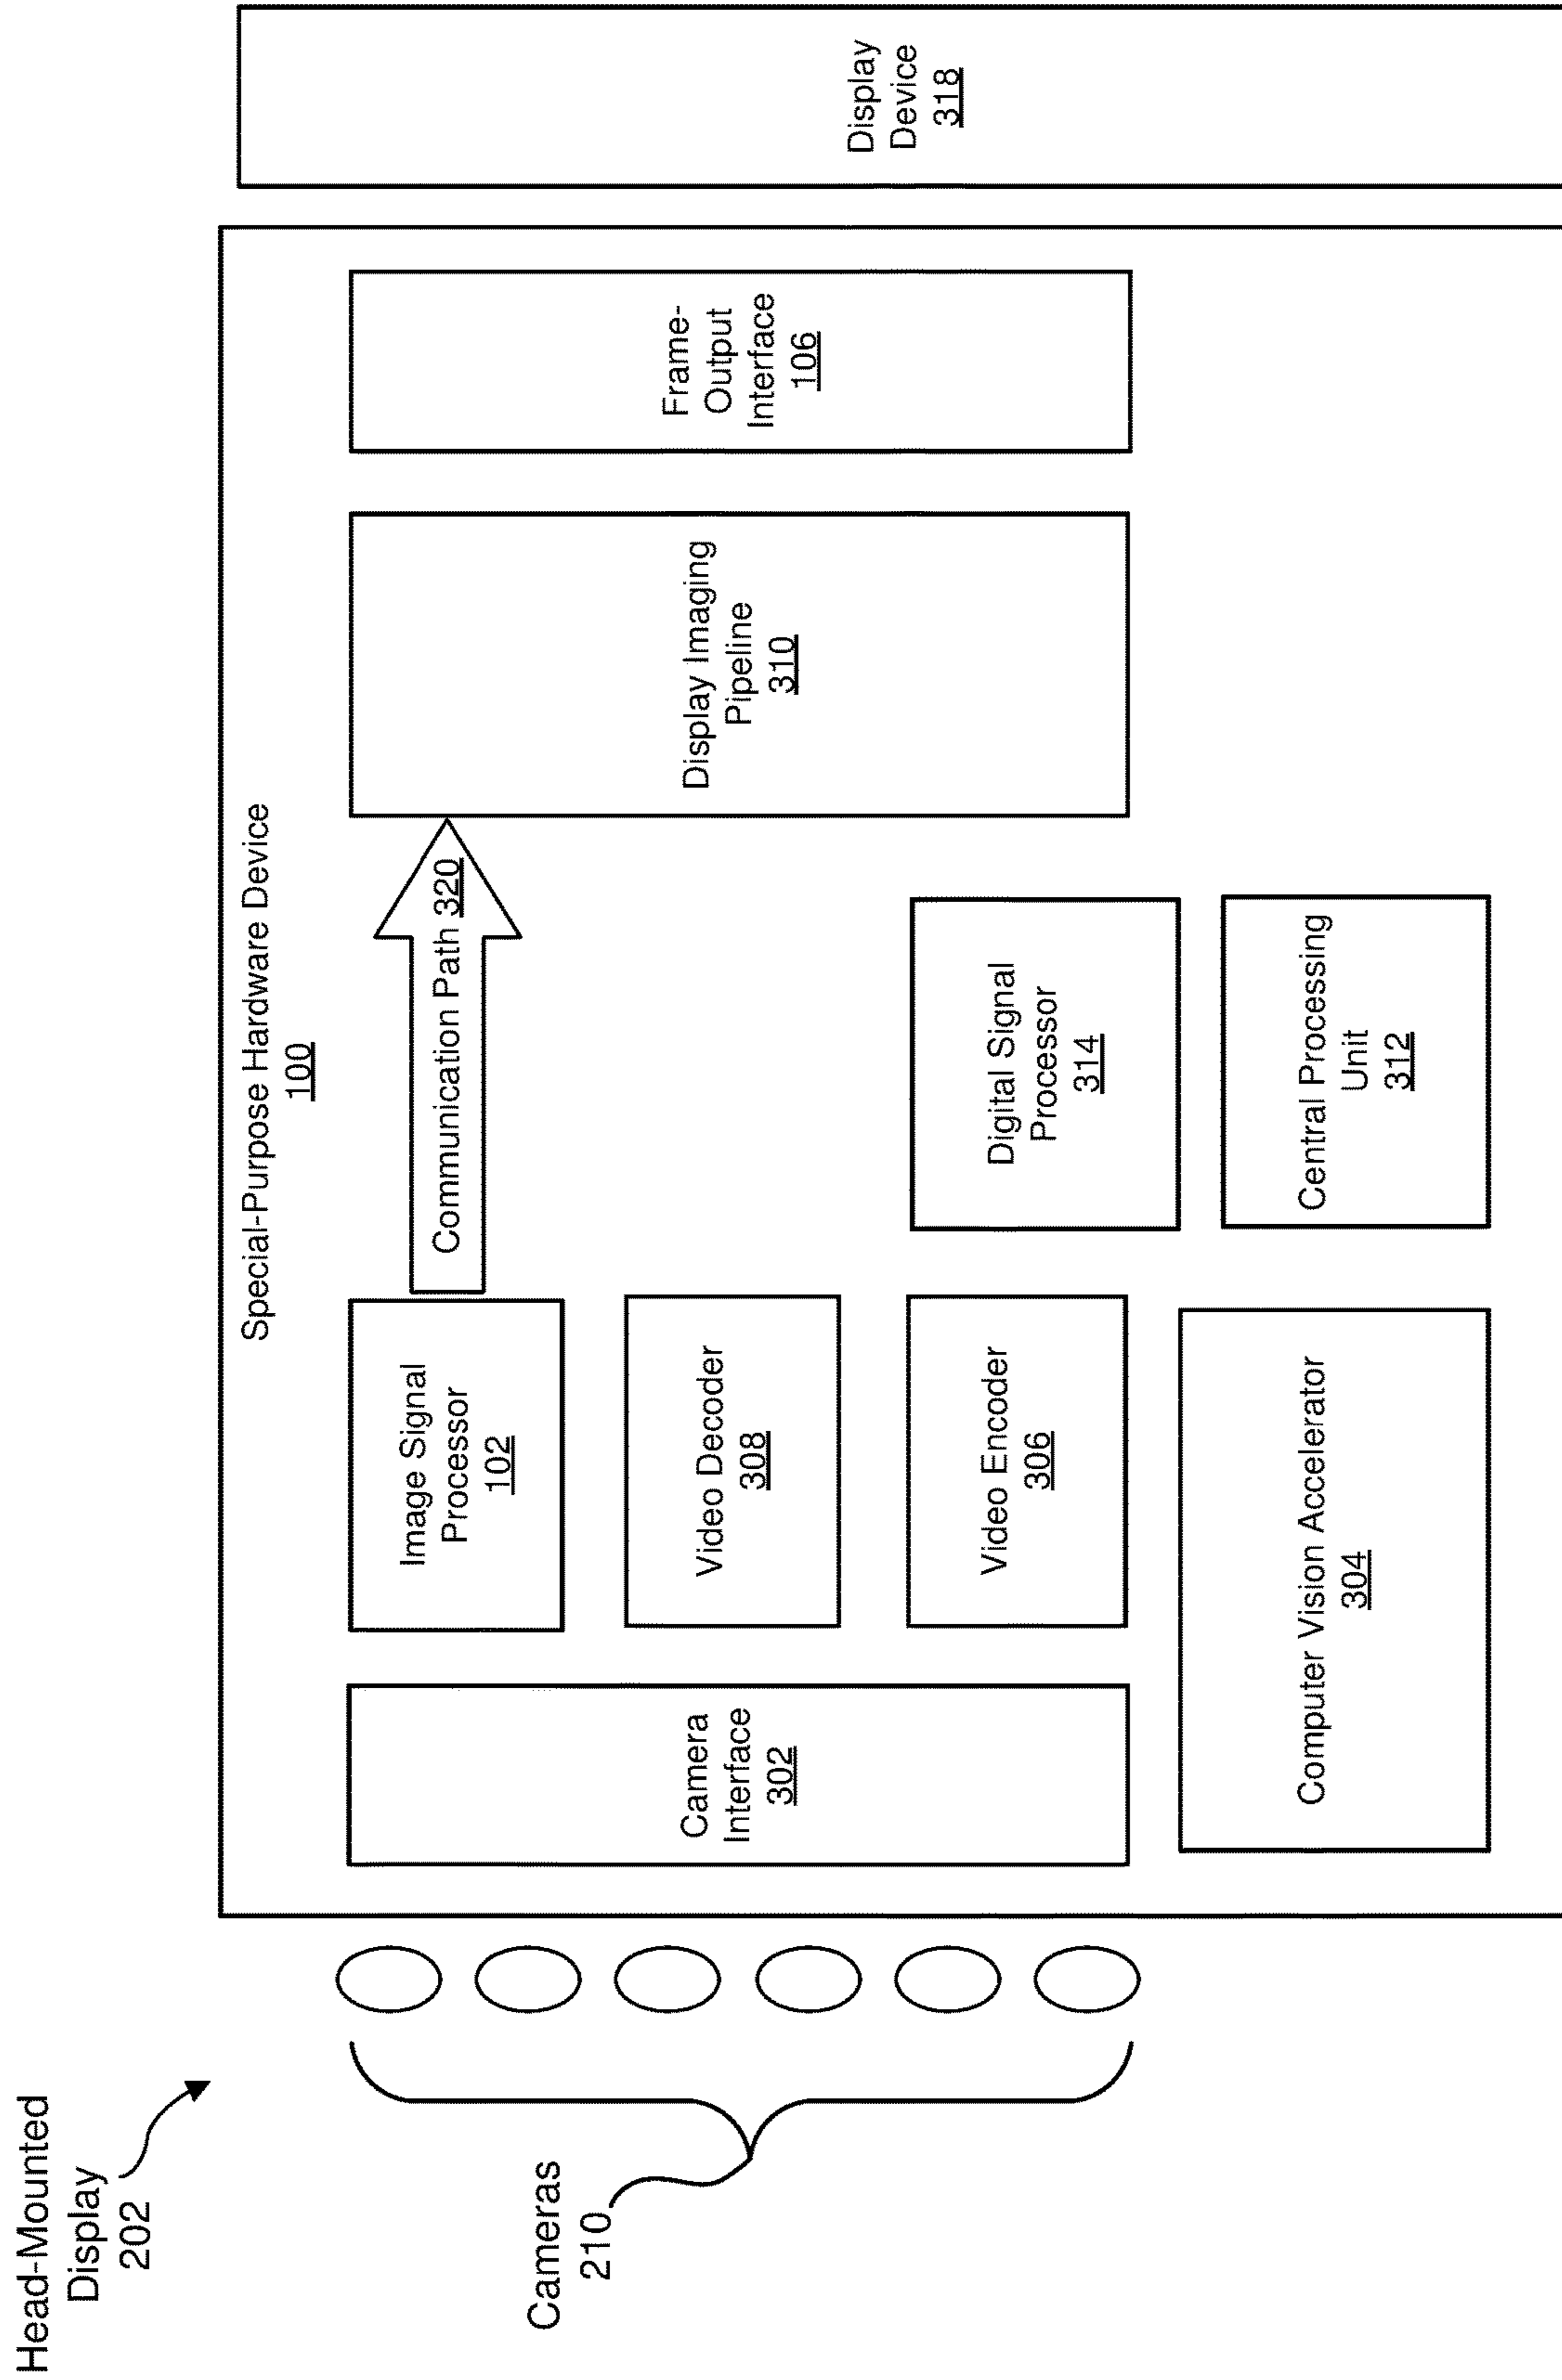 Head-Mounted
Display
202
Cameras
210
Special-Purpose Hardware Device
100
Camera
Interface
302
Image Signal
Processor
102
Communication Path 320
Video Decoder
308
Video Encoder
306
Computer Vision Accelerator
304
Digital Signal
Processor
314
Central Processing
Unit
312
Display Imaging
Pipeline
310
Frame-
Output
Interface
106
Display
Device
318